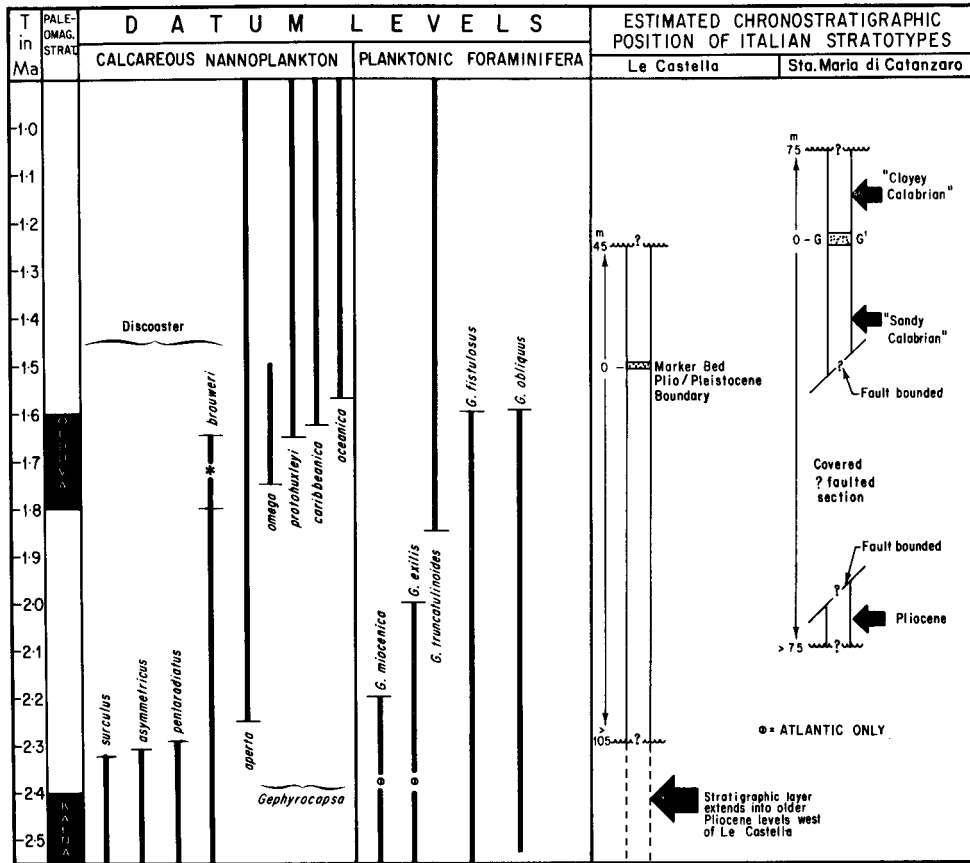 T
in
Ma
PALE-
OMAG.
STRAT.
DATUM LEVELS
CALCAREOUS NANNOPLANKTON
PLANKTONIC FORAMINIFERA
ESTIMATED CHRONOSTRATIGRAPHIC
POSITION OF ITALIAN STRATOTYPES
Le Castella
Sta. Maria di Catanzaro
1·0
1·1
1·2
1·3
1·4
1·5
1·6
1·7
1·8
1·9
2·0
2·1
2·2
2·3
2·4
2·5
Discoaster
surculus
asymmetricus
pentaradiatus
brouweri
*
aperta
omega
protohuxleyi
caribbeanica
oceanica
Gephyrocapsa
G. miocenica
G. exilis
G. truncatulinoides
G. fistulosus
G. obliquus
m
45
?
0
Marker Bed
Plio/Pleistocene
Boundary
>
105
?
Stratigraphic layer
extends into older
Pliocene levels west
of Le Castella
m
75
?
"Clayey
Calabrian"
0 - G
G'
"Sandy
Calabrian"
?
Fault bounded
Covered
? faulted
section
Fault bounded
?
Pliocene
> 75
?
⊖= ATLANTIC ONLY